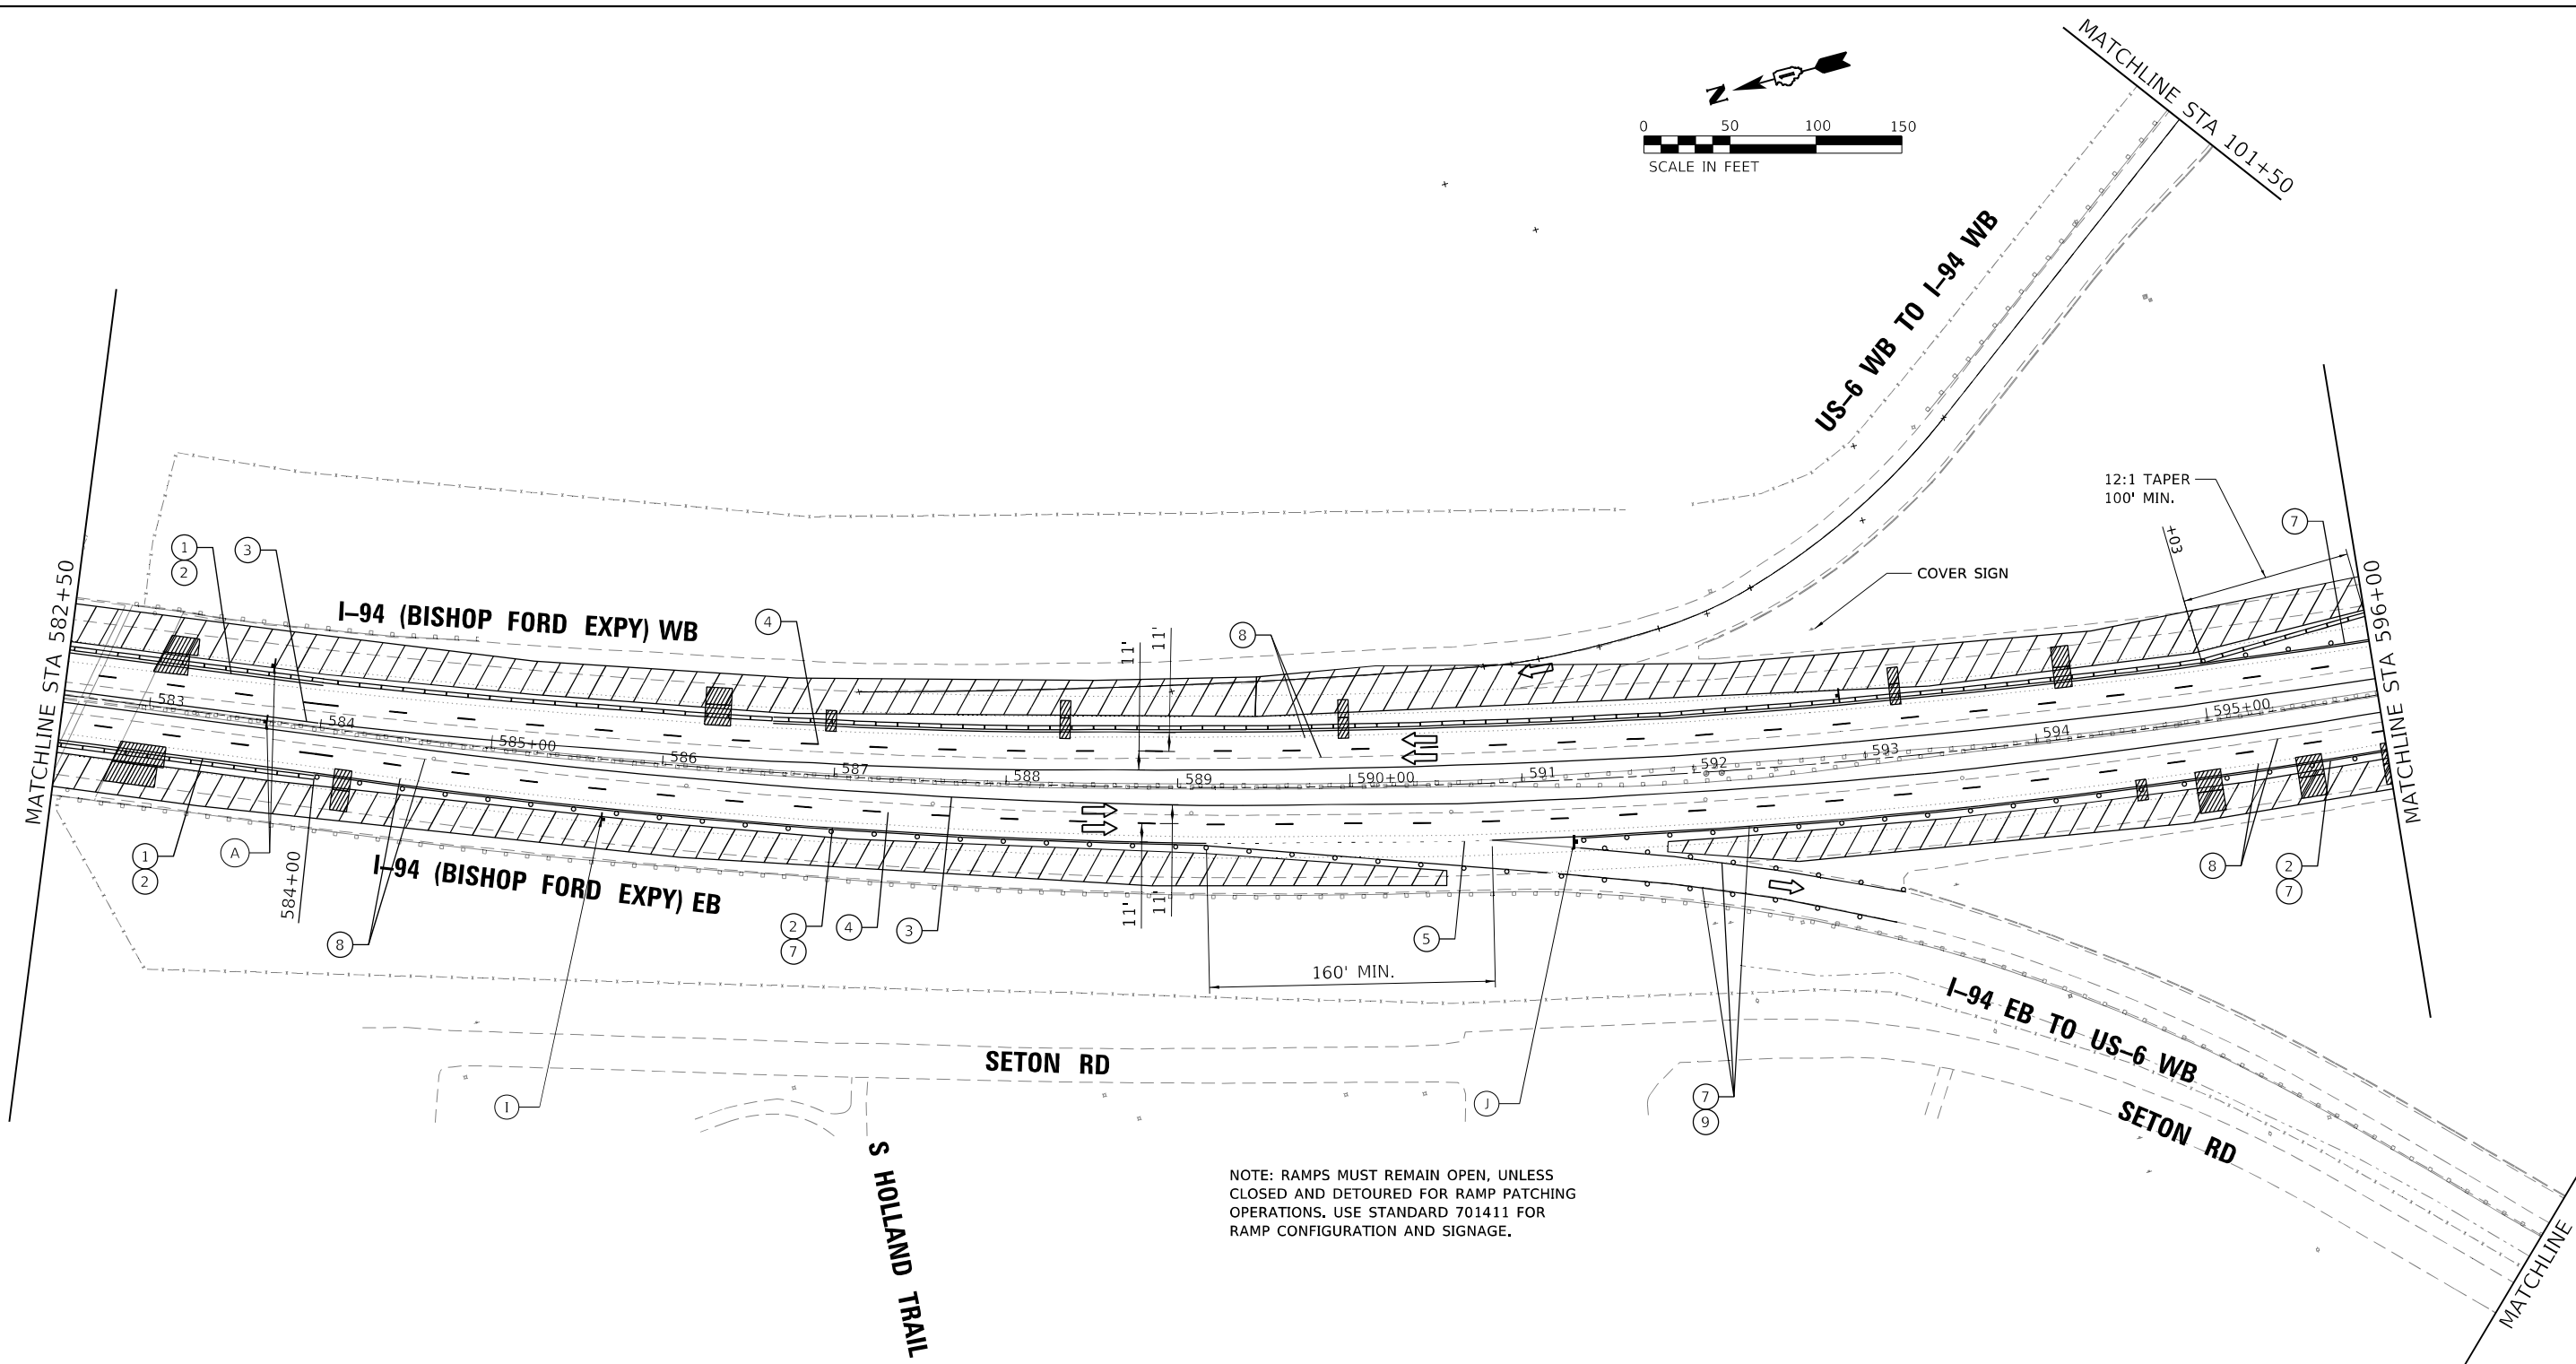 MATCHLINE STA 101+50
N
0 50 100 150
SCALE IN FEET
US-6 WB TO I-94 WB
12:1 TAPER
100' MIN.
+03
7
COVER SIGN
MATCHLINE STA 582+50
1
2
3
I-94 (BISHOP FORD EXPY) WB
4
11'
11'
8
MATCHLINE STA 596+00
583
584
585+00
586
587
588
589
590+00
591
592
593
594
595+00
1
2
A
584+00
8
I-94 (BISHOP FORD EXPY) EB
2
7
4
3
11'
11'
5
160' MIN.
8
2
7
I
J
7
9
SETON RD
I-94 EB TO US-6 WB
SETON RD
S HOLLAND TRAIL
NOTE: RAMPS MUST REMAIN OPEN, UNLESS
CLOSED AND DETOURED FOR RAMP PATCHING
OPERATIONS. USE STANDARD 701411 FOR
RAMP CONFIGURATION AND SIGNAGE.
MATCHLINE